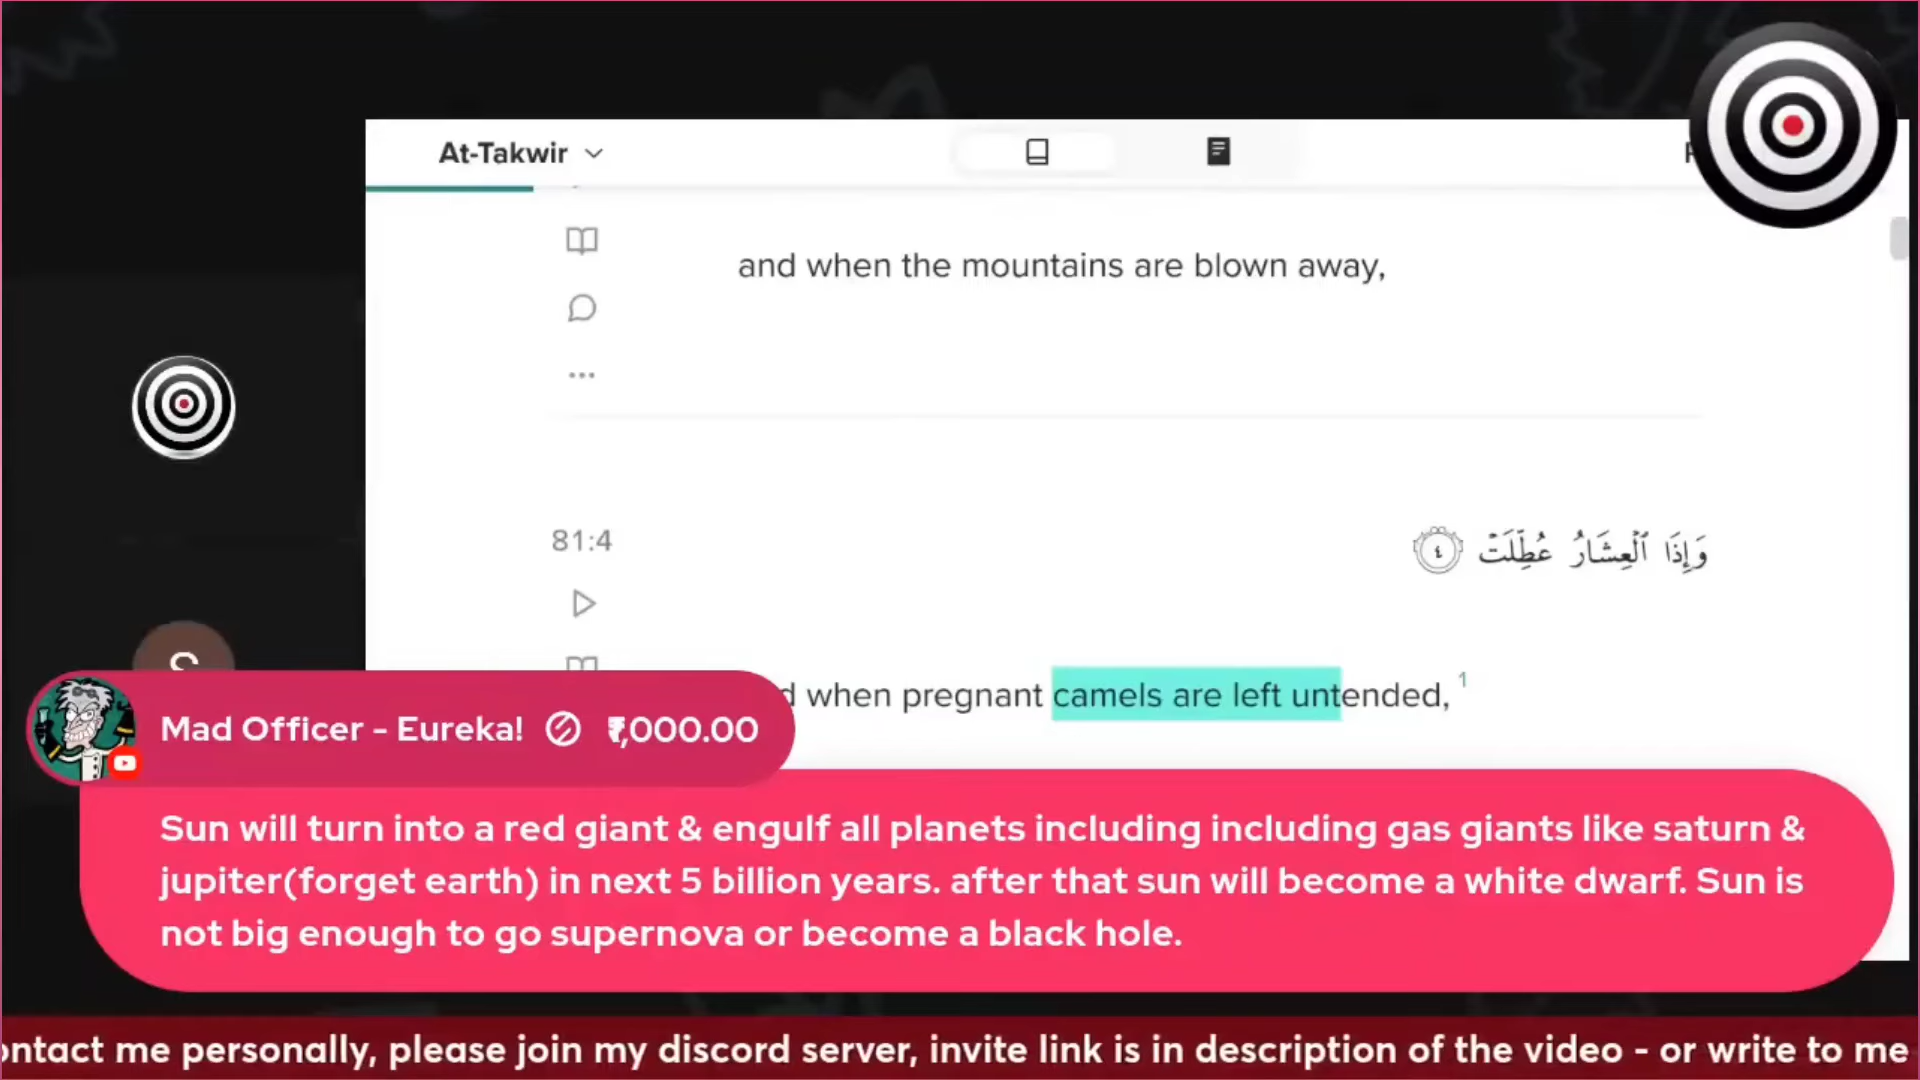 At-Takwir
and when the mountains are blown away,
81:4
وَإِذَا ٱلْعِشَارُ عُطِّلَتْ ٤
when pregnant camels are left untended, 1
Mad Officer - Eureka! ₹1,000.00
Sun will turn into a red giant & engulf all planets including including gas giants like saturn &
jupiter(forget earth) in next 5 billion years. after that sun will become a white dwarf. Sun is
not big enough to go supernova or become a black hole.
ontact me personally, please join my discord server, invite link is in description of the video - or write to me